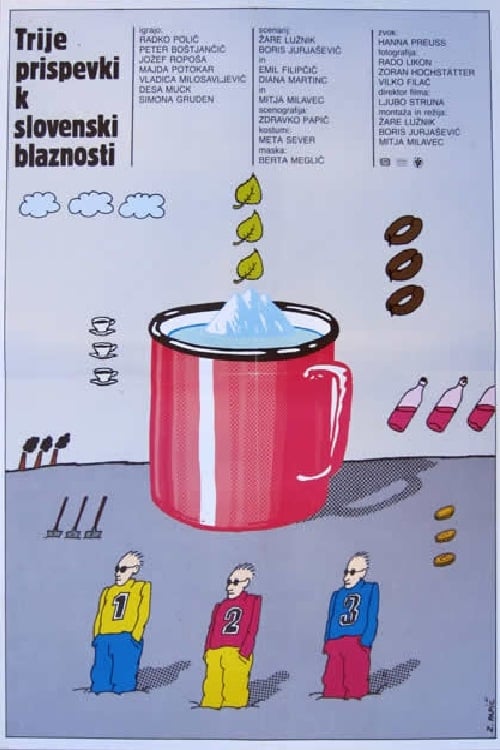 Trije
prispevki
k
slovenski
blaznosti
igrajo:
RADKO POLIČ
PETER BOŠTJANČIČ
JOŽEF ROPOŠA
MAJDA POTOKAR
VLADICA MILOSAVLJEVIĆ
DESA MUCK
SIMONA GRUDEN
scenarij:
ŽARE LUŽNIK
BORIS JURJAŠEVIČ
in
EMIL FILIPČIČ
DIANA MARTINC
in
MITJA MILAVEC
scenografija
ZDRAVKO PAPIČ
kostumi:
META SEVER
maska:
BERTA MEGLIČ
zvok:
HANNA PREUSS
fotografija:
RADO LIKON
ZORAN HOCHSTÄTTER
VILKO FILAČ
direktor filma:
LJUBO STRUNA
montaža in režija:
ŽARE LUŽNIK
BORIS JURJAŠEVIČ
MITJA MILAVEC
1
2
3